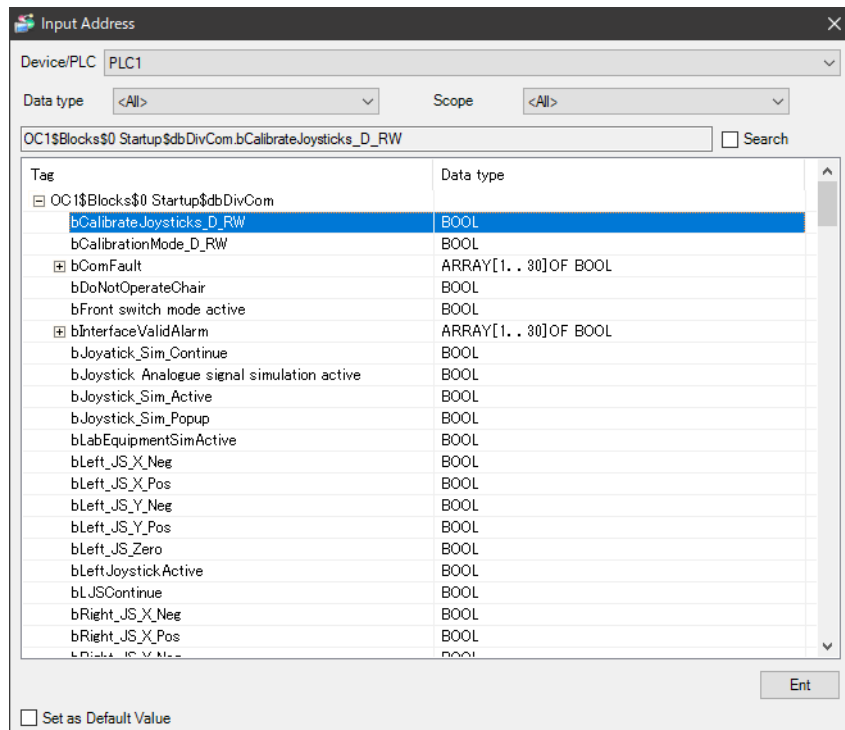 Input Address
Device/PLC PLC1
Data type <All> Scope <All>
OC1$Blocks$0 Startup$dbDivCom.bCalibrateJoysticks_D_RW Search
Tag Data type
OC1$Blocks$0 Startup$dbDivCom
bCalibrateJoysticks_D_RW BOOL
bCalibrationMode_D_RW BOOL
bComFault ARRAY[1..30]OF BOOL
bDoNotOperateChair BOOL
bFront switch mode active BOOL
bInterfaceValidAlarm ARRAY[1..30]OF BOOL
bJoyatick_Sim_Continue BOOL
bJoystick Analogue signal simulation active BOOL
bJoystick_Sim_Active BOOL
bJoystick_Sim_Popup BOOL
bLabEquipmentSimActive BOOL
bLeft_JS_X_Neg BOOL
bLeft_JS_X_Pos BOOL
bLeft_JS_Y_Neg BOOL
bLeft_JS_Y_Pos BOOL
bLeft_JS_Zero BOOL
bLeftJoystickActive BOOL
bLJSContinue BOOL
bRight_JS_X_Neg BOOL
bRight_JS_X_Pos BOOL
Ent
Set as Default Value